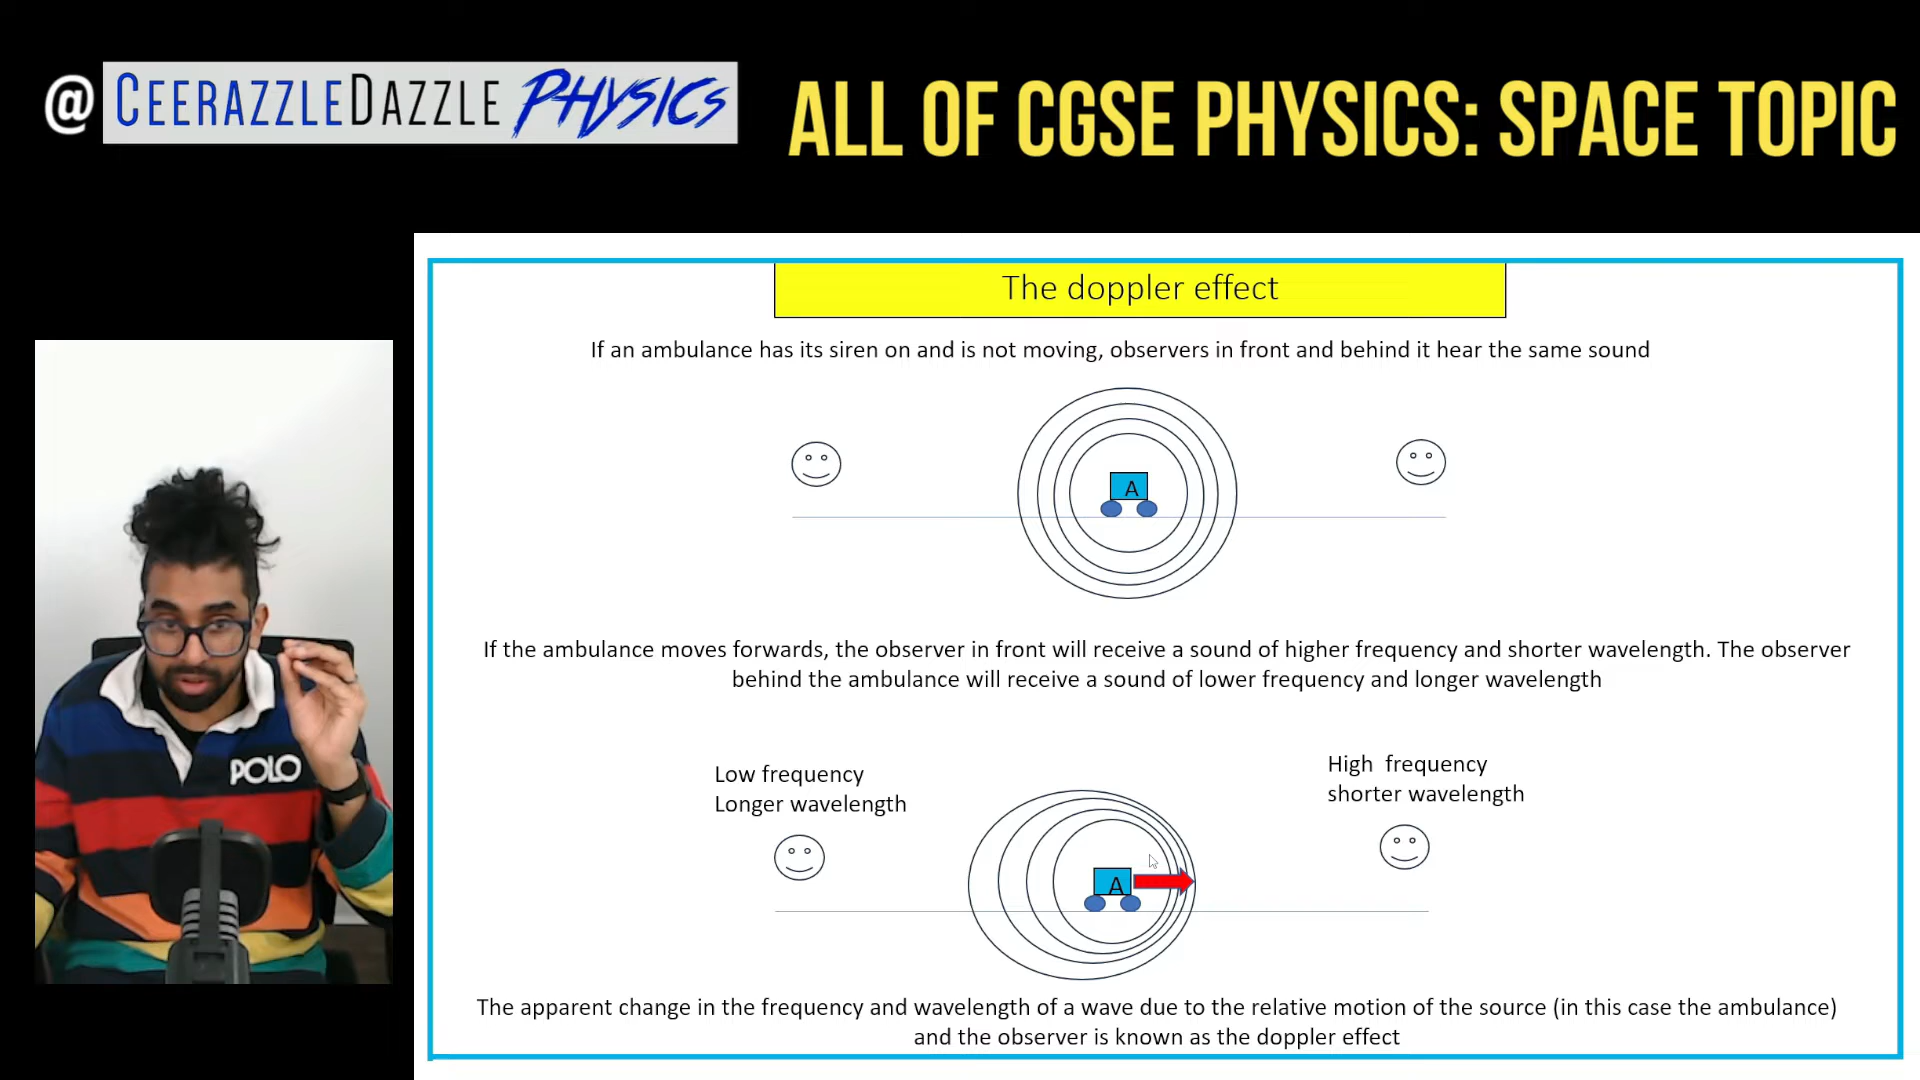 @ CEERAZZLEDAZZLE PHYSICS
ALL OF CGSE PHYSICS: SPACE TOPIC
The doppler effect
If an ambulance has its siren on and is not moving, observers in front and behind it hear the same sound
A
If the ambulance moves forwards, the observer in front will receive a sound of higher frequency and shorter wavelength. The observer
behind the ambulance will receive a sound of lower frequency and longer wavelength
Low frequency
Longer wavelength
High frequency
shorter wavelength
A
The apparent change in the frequency and wavelength of a wave due to the relative motion of the source (in this case the ambulance)
and the observer is known as the doppler effect
POLO